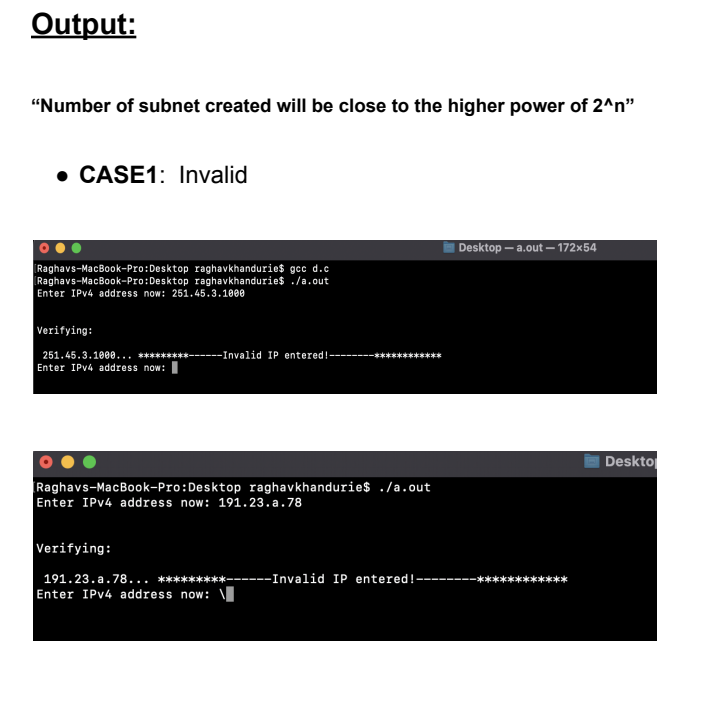 Output:
“Number of subnet created will be close to the higher power of 2^n”
● CASE1: Invalid
Desktop — a.out — 172×54
[Raghavs-MacBook-Pro:Desktop raghavkhandurie$ gcc d.c
[Raghavs-MacBook-Pro:Desktop raghavkhandurie$ ./a.out
Enter IPv4 address now: 251.45.3.1000
Verifying:
251.45.3.1000... *********------Invalid IP entered!--------************
Enter IPv4 address now:
Desktop
[Raghavs-MacBook-Pro:Desktop raghavkhandurie$ ./a.out
Enter IPv4 address now: 191.23.a.78
Verifying:
191.23.a.78... *********------Invalid IP entered!--------************
Enter IPv4 address now: \